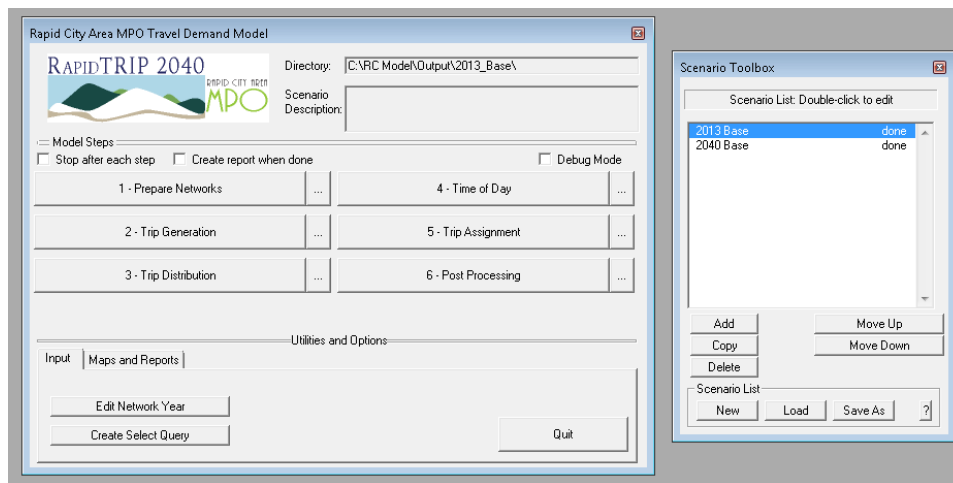 Rapid City Area MPO Travel Demand Model
RAPIDTRIP 2040
RAPID CITY AREA
MPO
Directory: C:\RC Model\Output\2013_Base\
Scenario
Description:
Model Steps
Stop after each step Create report when done Debug Mode
1 - Prepare Networks ... 4 - Time of Day ...
2 - Trip Generation ... 5 - Trip Assignment ...
3 - Trip Distribution ... 6 - Post Processing ...
Utilities and Options
Input Maps and Reports
Edit Network Year
Create Select Query
Quit
Scenario Toolbox
Scenario List: Double-click to edit
2013 Base done
2040 Base done
Add Move Up
Copy Move Down
Delete
Scenario List
New Load Save As ?